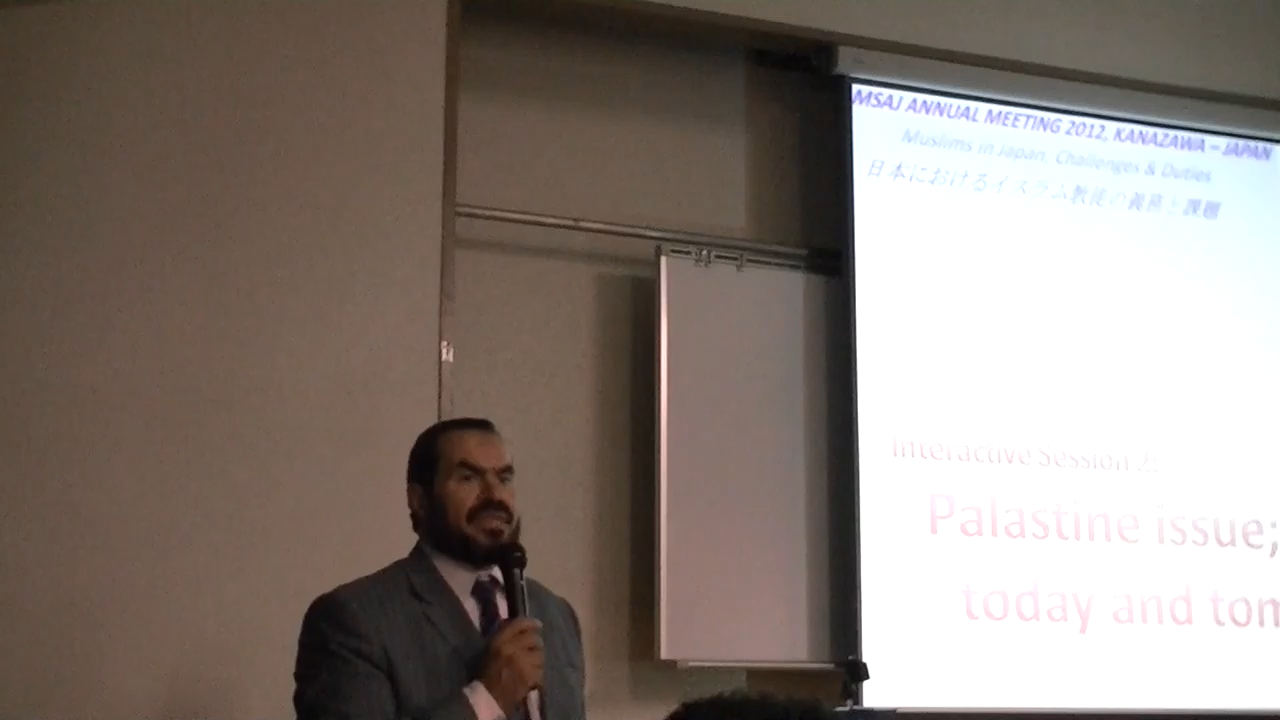 MSAJ ANNUAL MEETING 2012, KANAZAWA – JAPAN
Muslims in Japan, Challenges & Duties
日本におけるイスラム教徒の義務と課題
Interactive Session 2:
Palastine issue;
today and tom